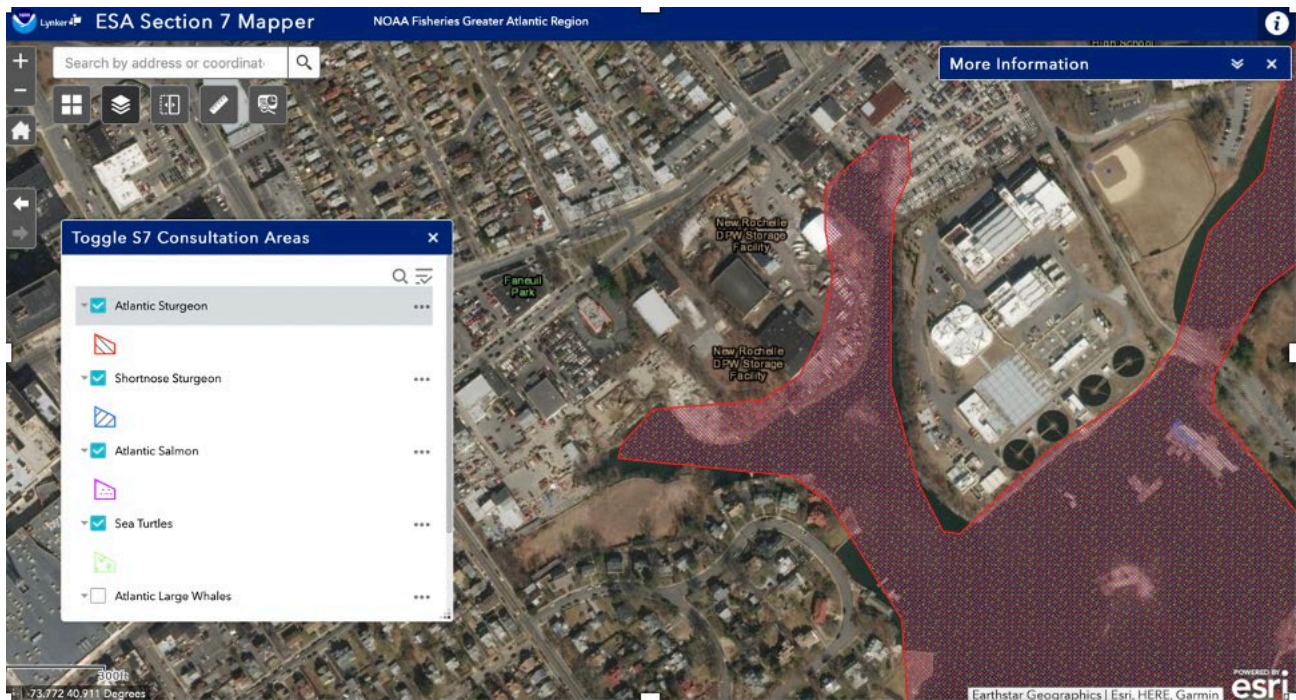 Lynker
ESA Section 7 Mapper
NOAA Fisheries Greater Atlantic Region
i
High School
+
Search by address or coordinat
−
More Information
Toggle S7 Consultation Areas
Atlantic Sturgeon
Shortnose Sturgeon
Atlantic Salmon
Sea Turtles
Atlantic Large Whales
New Rochelle
DPW Storage
Facility
Faneuil
Park
New Rochelle
DPW Storage
Facility
300ft
-73.772 40.911 Degrees
Earthstar Geographics | Esri, HERE, Garmin
POWERED BY
esri